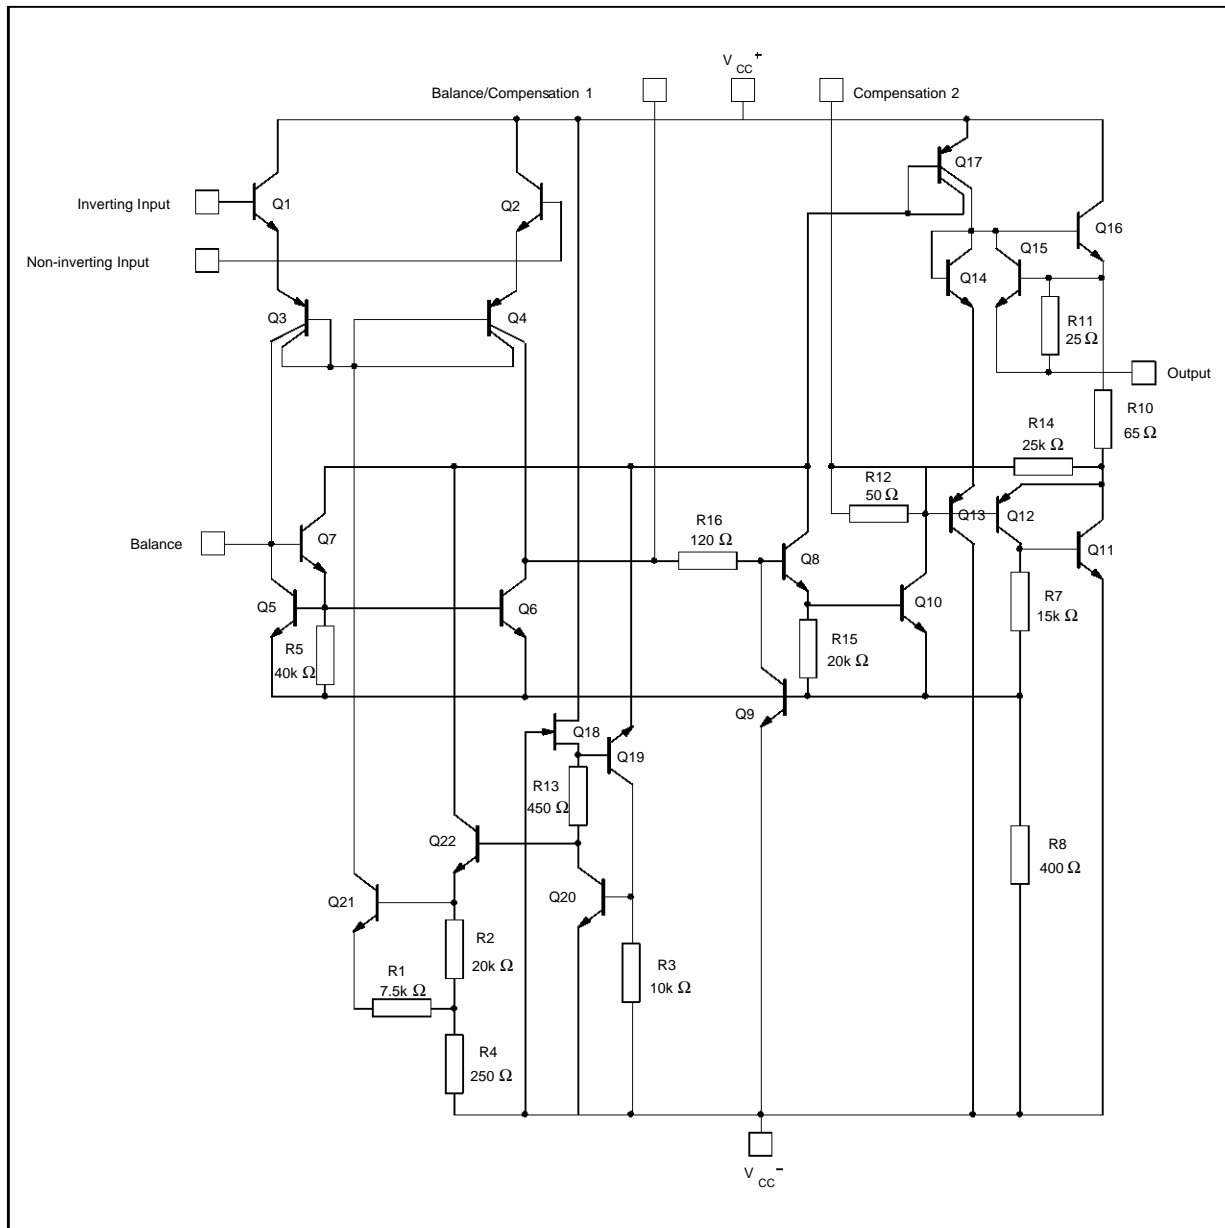 V CC +
Balance/Compensation 1
Compensation 2
Q17
Inverting Input
Q1
Q2
Q16
Non-inverting Input
Q15
Q14
Q3
Q4
R11
25 Ω
Output
R10
65 Ω
R14
25k Ω
R12
50 Ω
Q13
Q12
R16
120 Ω
Balance
Q7
Q8
Q11
Q5
Q6
Q10
R7
15k Ω
R5
40k Ω
R15
20k Ω
Q9
Q18
Q19
R13
450 Ω
Q22
R8
400 Ω
Q21
Q20
R2
20k Ω
R3
10k Ω
R1
7.5k Ω
R4
250 Ω
V CC −